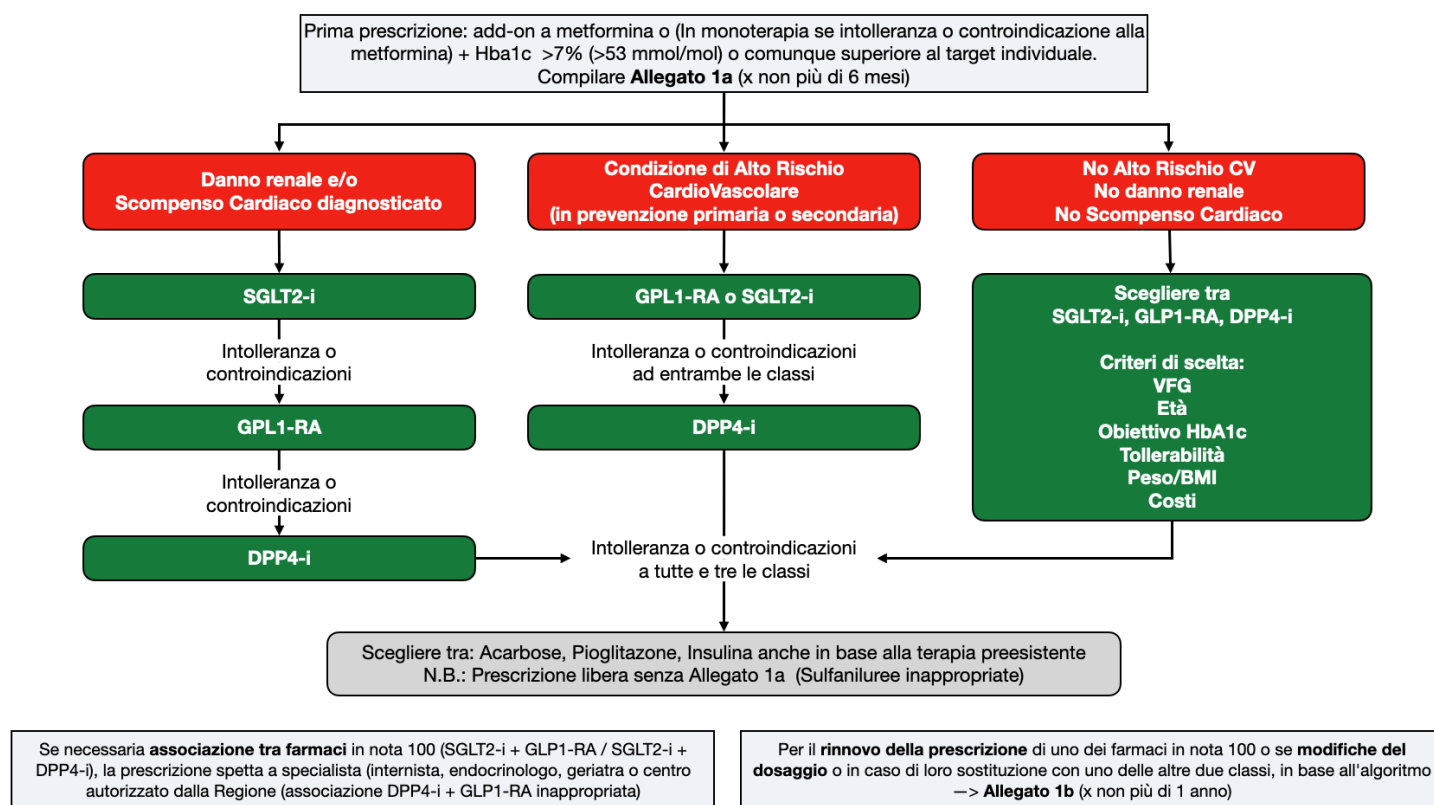 Prima prescrizione: add-on a metformina o (In monoterapia se intolleranza o controindicazione alla
metformina) + Hba1c >7% (>53 mmol/mol) o comunque superiore al target individuale.
Compilare Allegato 1a (x non più di 6 mesi)
Danno renale e/o
Scompenso Cardiaco diagnosticato
Condizione di Alto Rischio
CardioVascolare
(in prevenzione primaria o secondaria)
No Alto Rischio CV
No danno renale
No Scompenso Cardiaco
SGLT2-i
Intolleranza o
controindicazioni
GPL1-RA
Intolleranza o
controindicazioni
DPP4-i
GPL1-RA o SGLT2-i
Intolleranza o controindicazioni
ad entrambe le classi
DPP4-i
Scegliere tra
SGLT2-i, GLP1-RA, DPP4-i
Criteri di scelta:
VFG
Età
Obiettivo HbA1c
Tollerabilità
Peso/BMI
Costi
Intolleranza o controindicazioni
a tutte e tre le classi
Scegliere tra: Acarbose, Pioglitazone, Insulina anche in base alla terapia preesistente
N.B.: Prescrizione libera senza Allegato 1a (Sulfaniluree inappropriate)
Se necessaria associazione tra farmaci in nota 100 (SGLT2-i + GLP1-RA / SGLT2-i +
DPP4-i), la prescrizione spetta a specialista (internista, endocrinologo, geriatra o centro
autorizzato dalla Regione (associazione DPP4-i + GLP1-RA inappropriata)
Per il rinnovo della prescrizione di uno dei farmaci in nota 100 o se modifiche del
dosaggio o in caso di loro sostituzione con uno delle altre due classi, in base all'algoritmo
—> Allegato 1b (x non più di 1 anno)